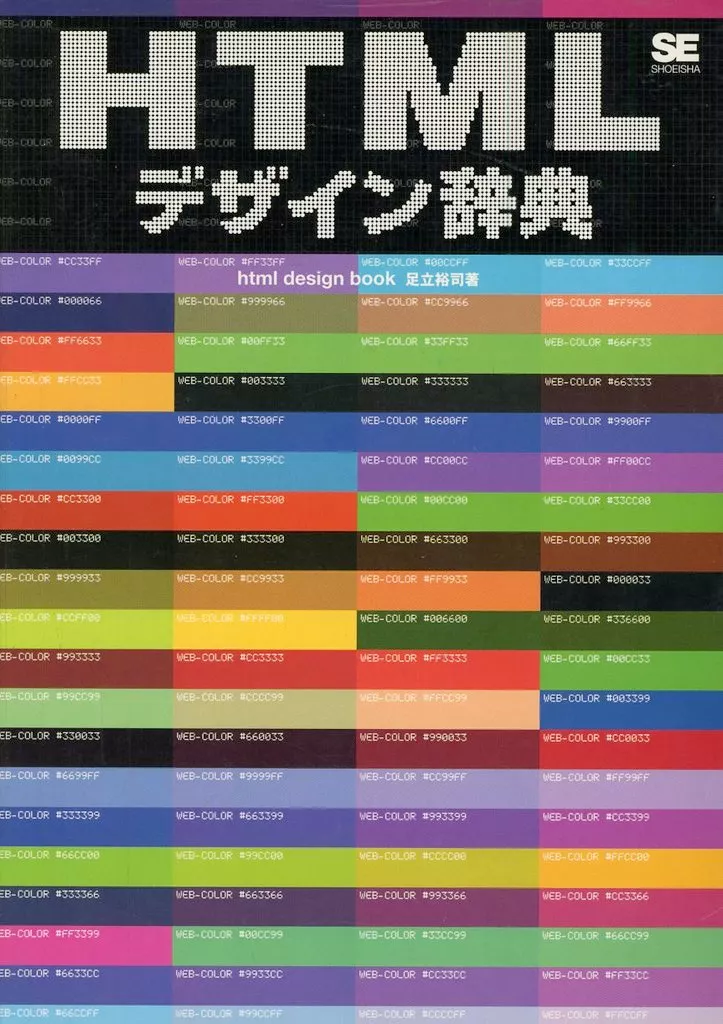 HTML
SE
SHOEISHA
デザイン辞典
WEB-COLOR #CC33FF WEB-COLOR #FF33FF WEB-COLOR #00CCFF WEB-COLOR #33CCFF
html design book 足立裕司著
WEB-COLOR #000066 WEB-COLOR #999966 WEB-COLOR #CC9966 WEB-COLOR #FF9966
WEB-COLOR #FF6633 WEB-COLOR #00FF33 WEB-COLOR #33FF33 WEB-COLOR #66FF33
WEB-COLOR #FFCC33 WEB-COLOR #003333 WEB-COLOR #333333 WEB-COLOR #663333
WEB-COLOR #0000FF WEB-COLOR #3300FF WEB-COLOR #6600FF WEB-COLOR #9900FF
WEB-COLOR #0099CC WEB-COLOR #3399CC WEB-COLOR #CC00CC WEB-COLOR #FF00CC
WEB-COLOR #CC3300 WEB-COLOR #FF3300 WEB-COLOR #00CC00 WEB-COLOR #33CC00
WEB-COLOR #003300 WEB-COLOR #333300 WEB-COLOR #663300 WEB-COLOR #993300
WEB-COLOR #999933 WEB-COLOR #CC9933 WEB-COLOR #FF9933 WEB-COLOR #000033
WEB-COLOR #CCFF00 WEB-COLOR #FFFF00 WEB-COLOR #006600 WEB-COLOR #336600
WEB-COLOR #993333 WEB-COLOR #CC3333 WEB-COLOR #FF3333 WEB-COLOR #00CC33
WEB-COLOR #99CC99 WEB-COLOR #CCCC99 WEB-COLOR #FFCC99 WEB-COLOR #003399
WEB-COLOR #330033 WEB-COLOR #660033 WEB-COLOR #990033 WEB-COLOR #CC0033
WEB-COLOR #6699FF WEB-COLOR #9999FF WEB-COLOR #CC99FF WEB-COLOR #FF99FF
WEB-COLOR #333399 WEB-COLOR #663399 WEB-COLOR #993399 WEB-COLOR #CC3399
WEB-COLOR #66CC00 WEB-COLOR #99CC00 WEB-COLOR #CCCC00 WEB-COLOR #FFCC00
WEB-COLOR #333366 WEB-COLOR #663366 WEB-COLOR #993366 WEB-COLOR #CC3366
WEB-COLOR #FF3399 WEB-COLOR #00CC99 WEB-COLOR #33CC99 WEB-COLOR #66CC99
WEB-COLOR #6633CC WEB-COLOR #9933CC WEB-COLOR #CC33CC WEB-COLOR #FF33CC
WEB-COLOR #66CCFF WEB-COLOR #99CCFF WEB-COLOR #CCCCFF WEB-COLOR #FFCCFF